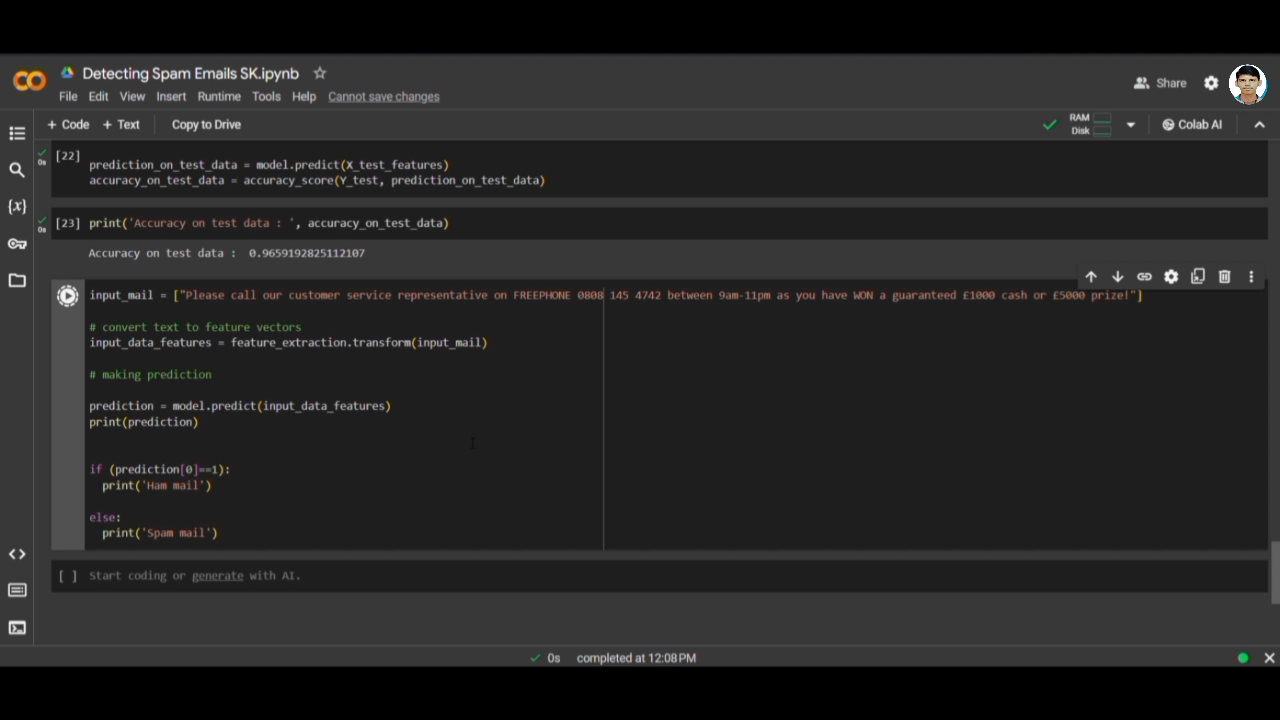 Detecting Spam Emails SK.ipynb
File Edit View Insert Runtime Tools Help Cannot save changes
Share
+ Code + Text Copy to Drive
RAM
Disk
Colab AI
[22]
0s
prediction_on_test_data = model.predict(X_test_features)
accuracy_on_test_data = accuracy_score(Y_test, prediction_on_test_data)
[23] print('Accuracy on test data : ', accuracy_on_test_data)
0s
Accuracy on test data :  0.9659192825112107
input_mail = ["Please call our customer service representative on FREEPHONE 0808 145 4742 between 9am-11pm as you have WON a guaranteed £1000 cash or £5000 prize!"]
# convert text to feature vectors
input_data_features = feature_extraction.transform(input_mail)
# making prediction
prediction = model.predict(input_data_features)
print(prediction)
if (prediction[0]==1):
print('Ham mail')
else:
print('Spam mail')
[ ] Start coding or generate with AI.
0s completed at 12:08 PM